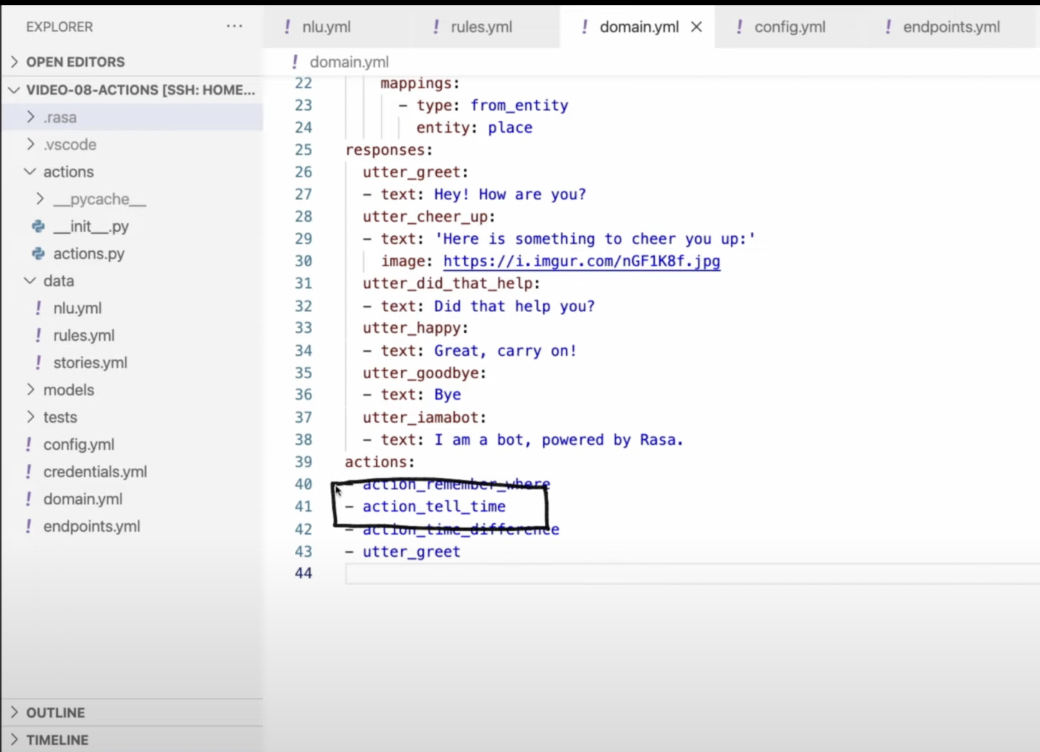 EXPLORER
OPEN EDITORS
VIDEO-08-ACTIONS [SSH: HOME...
.rasa
.vscode
actions
__pycache__
__init__.py
actions.py
data
nlu.yml
rules.yml
stories.yml
models
tests
config.yml
credentials.yml
domain.yml
endpoints.yml
OUTLINE
TIMELINE
! nlu.yml ! rules.yml ! domain.yml × ! config.yml ! endpoints.yml
! domain.yml
22 mappings:
23 - type: from_entity
24 entity: place
25 responses:
26 utter_greet:
27 - text: Hey! How are you?
28 utter_cheer_up:
29 - text: 'Here is something to cheer you up:'
30 image: https://i.imgur.com/nGF1K8f.jpg
31 utter_did_that_help:
32 - text: Did that help you?
33 utter_happy:
34 - text: Great, carry on!
35 utter_goodbye:
36 - text: Bye
37 utter_iamabot:
38 - text: I am a bot, powered by Rasa.
39 actions:
40 - action_remember_where
41 - action_tell_time
42 - action_time_difference
43 - utter_greet
44